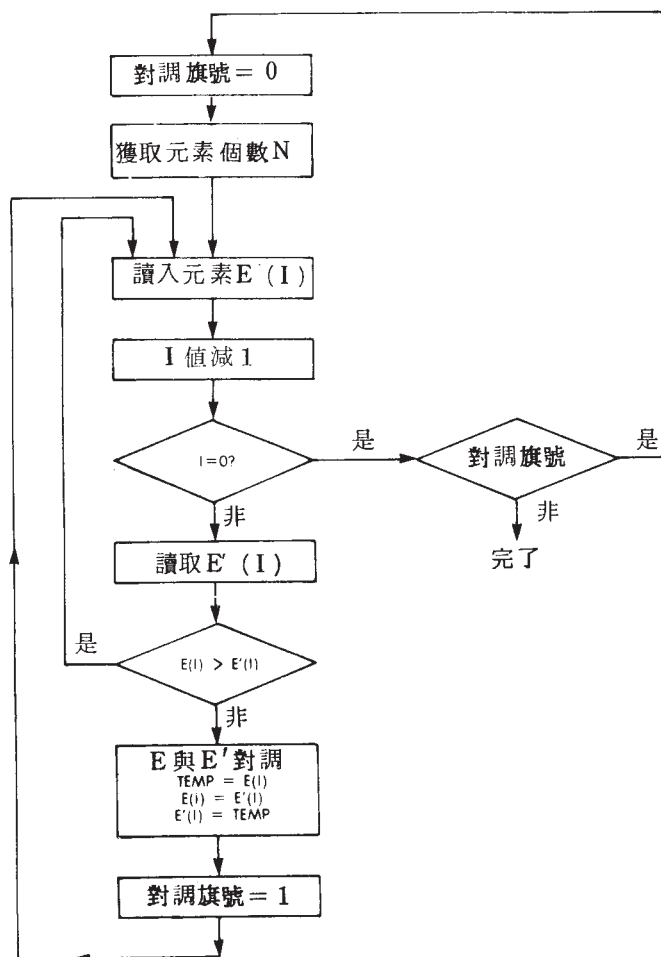 對調旗號 = 0
獲取元素個數N
讀入元素E (I)
I 值減 1
I = 0?
是
對調旗號
是
非
非
完了
讀取E′ (I)
是
E(I) > E′(I)
非
E 與 E′ 對調
TEMP = E(I)
E(I) = E′(I)
E′(I) = TEMP
對調旗號 = 1